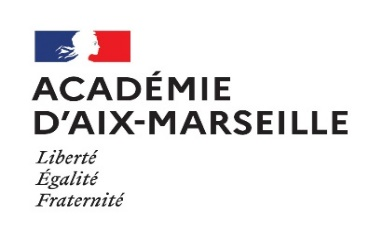 ACADÉMIE
D'AIX-MARSEILLE
Liberté
Égalité
Fraternité